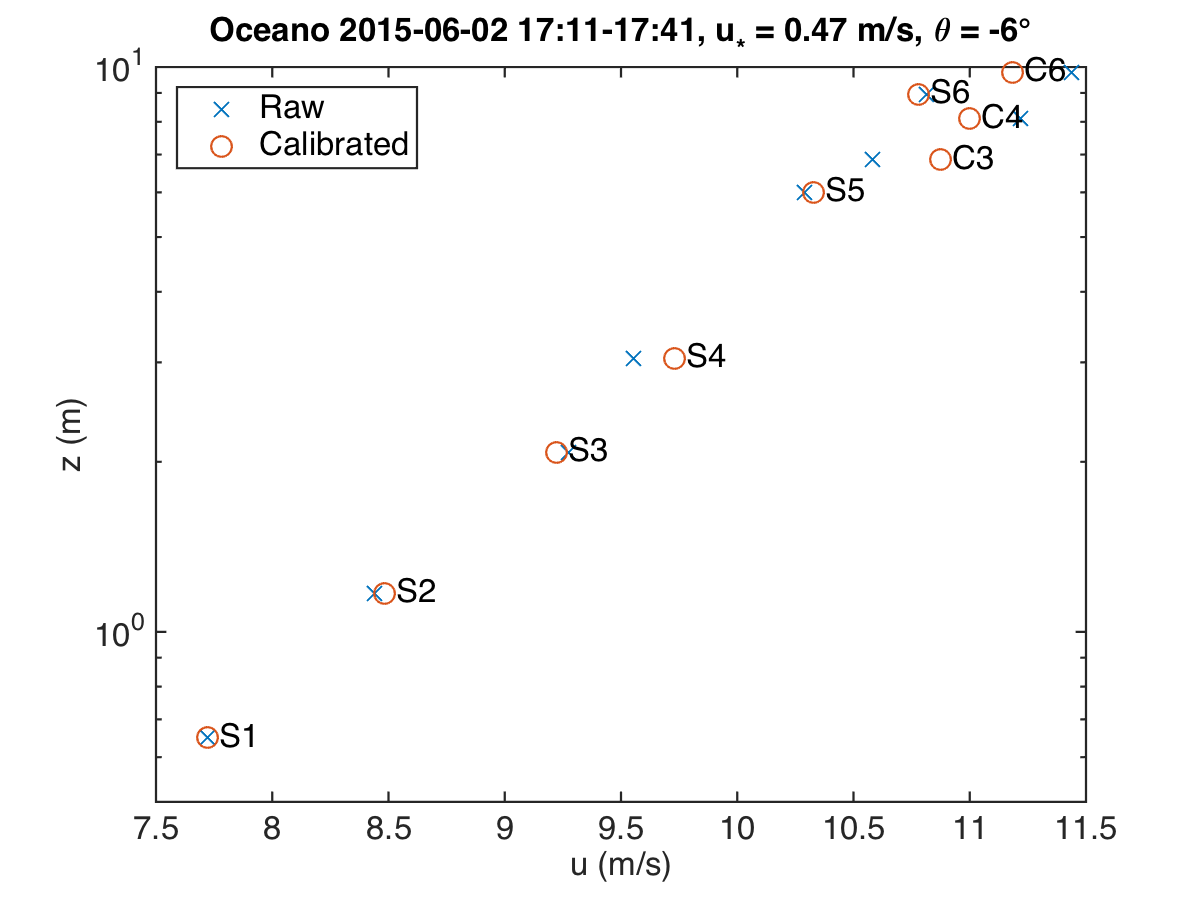 Oceano 2015-06-02 17:11-17:41, u* = 0.47 m/s, θ = -6°
10¹
Raw
Calibrated
C6
S6
C4
C3
S5
S4
z (m)
S3
S2
10⁰
S1
7.5 8 8.5 9 9.5 10 10.5 11 11.5
u (m/s)